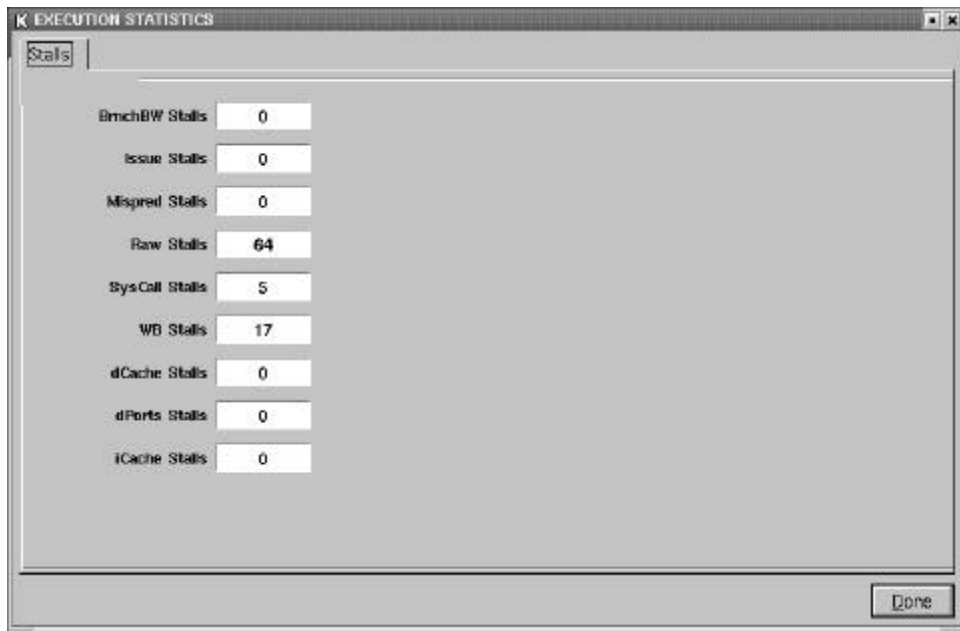 K EXECUTION STATISTICS
Stalls
BrnchBW Stalls 0
Issue Stalls 0
Mispred Stalls 0
Raw Stalls 64
SysCall Stalls 5
WB Stalls 17
dCache Stalls 0
dPorts Stalls 0
iCache Stalls 0
Done